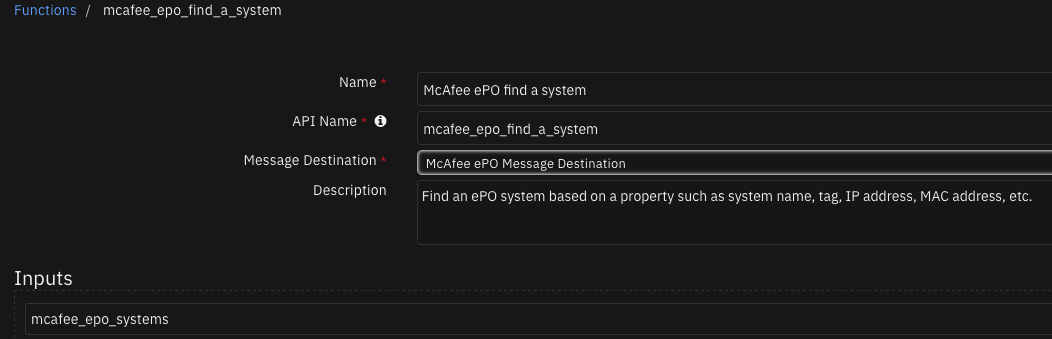 Functions / mcafee_epo_find_a_system
Name * McAfee ePO find a system
API Name * mcafee_epo_find_a_system
Message Destination * McAfee ePO Message Destination
Description Find an ePO system based on a property such as system name, tag, IP address, MAC address, etc.
Inputs
mcafee_epo_systems